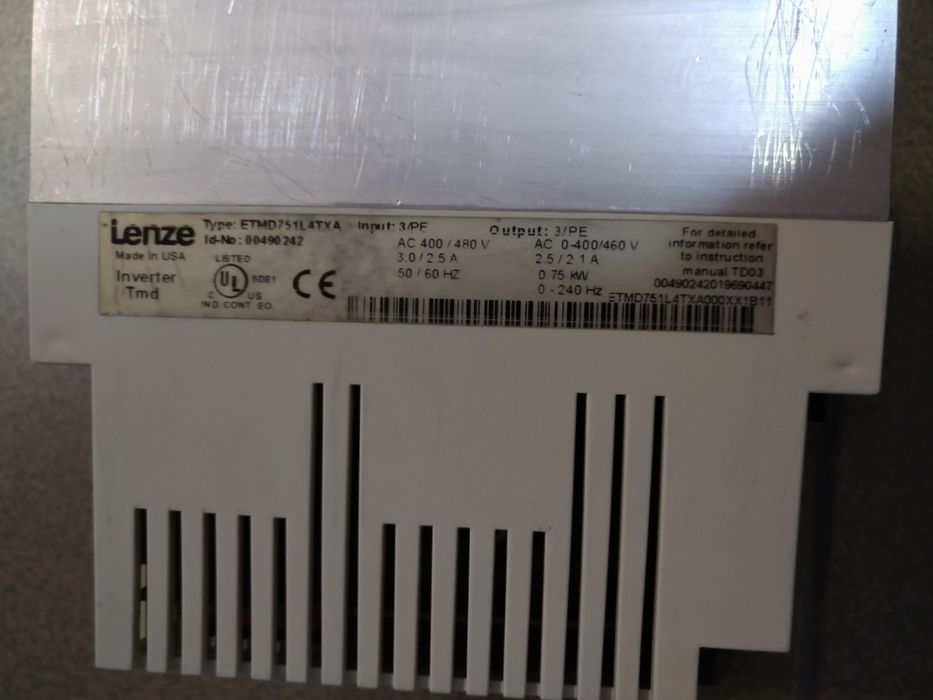 Lenze
Made in USA
Inverter
Tmd
Type: ETMD751L4TXA
Id-No: 00490242
LISTED
UL
5DB1
C US
IND.CONT EQ.
CE
Input: 3/PE
AC 400 / 480 V
3.0 / 2.5 A
50 / 60 HZ
Output: 3/PE
AC 0-400/460 V
2.5 / 2.1 A
0.75 kW
0 - 240 Hz
For detailed
information refer
to instruction
manual TD03
00490242019690447
ETMD751L4TXA000XX1B11